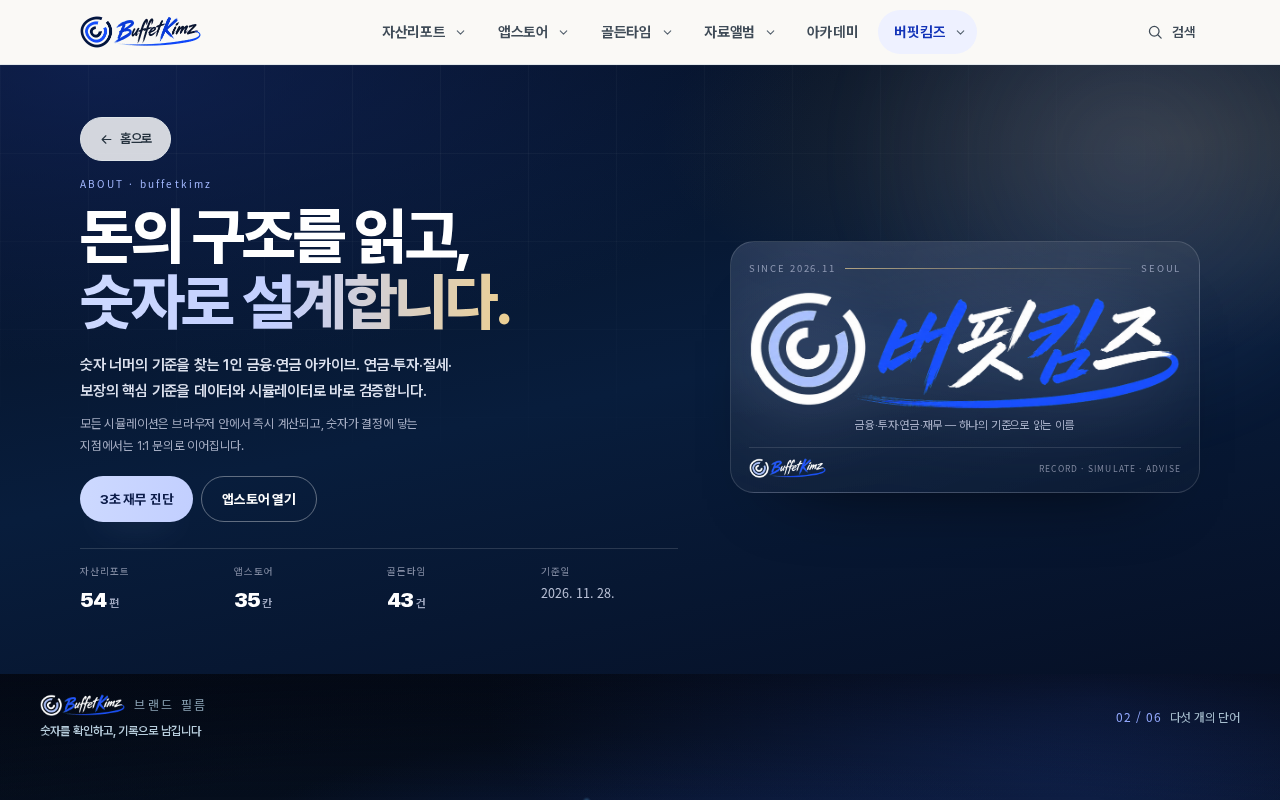 BuffetKimz
자산리포트
앱스토어
골든타임
자료앨범
아카데미
버핏킴즈
검색
← 홈으로
ABOUT · buffetkimz
돈의 구조를 읽고,
숫자로 설계합니다.
숫자 너머의 기준을 찾는 1인 금융·연금 아카이브. 연금·투자·절세·
보장의 핵심 기준을 데이터와 시뮬레이터로 바로 검증합니다.
모든 시뮬레이션은 브라우저 안에서 즉시 계산되고, 숫자가 결정에 닿는
지점에서는 1:1 문의로 이어집니다.
3초 재무 진단
앱스토어 열기
자산리포트
54 편
앱스토어
35 칸
골든타임
43 건
기준일
2026. 11. 28.
SINCE 2026.11
SEOUL
버핏킴즈
금융·투자·연금·재무 — 하나의 기준으로 읽는 이름
BuffetKimz
RECORD · SIMULATE · ADVISE
BuffetKimz 브랜드 필름
숫자를 확인하고, 기록으로 남깁니다
02 / 06 다섯 개의 단어